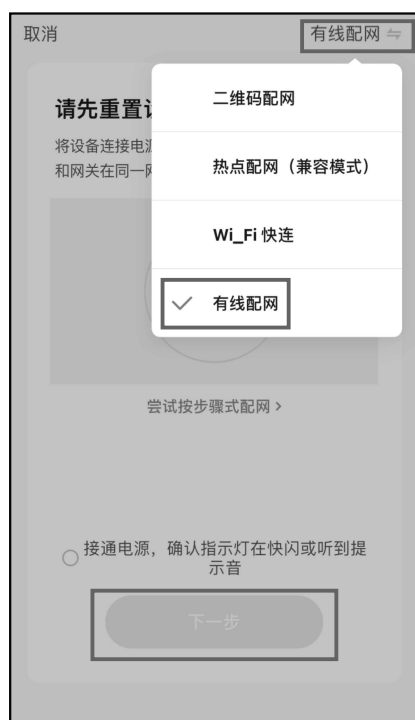 取消
有线配网 ⇋
请先重置
将设备连接电
和网关在同一
二维码配网
热点配网（兼容模式）
Wi_Fi 快连
有线配网
尝试按步骤式配网 >
接通电源，确认指示灯在快闪或听到提
示音
下一步